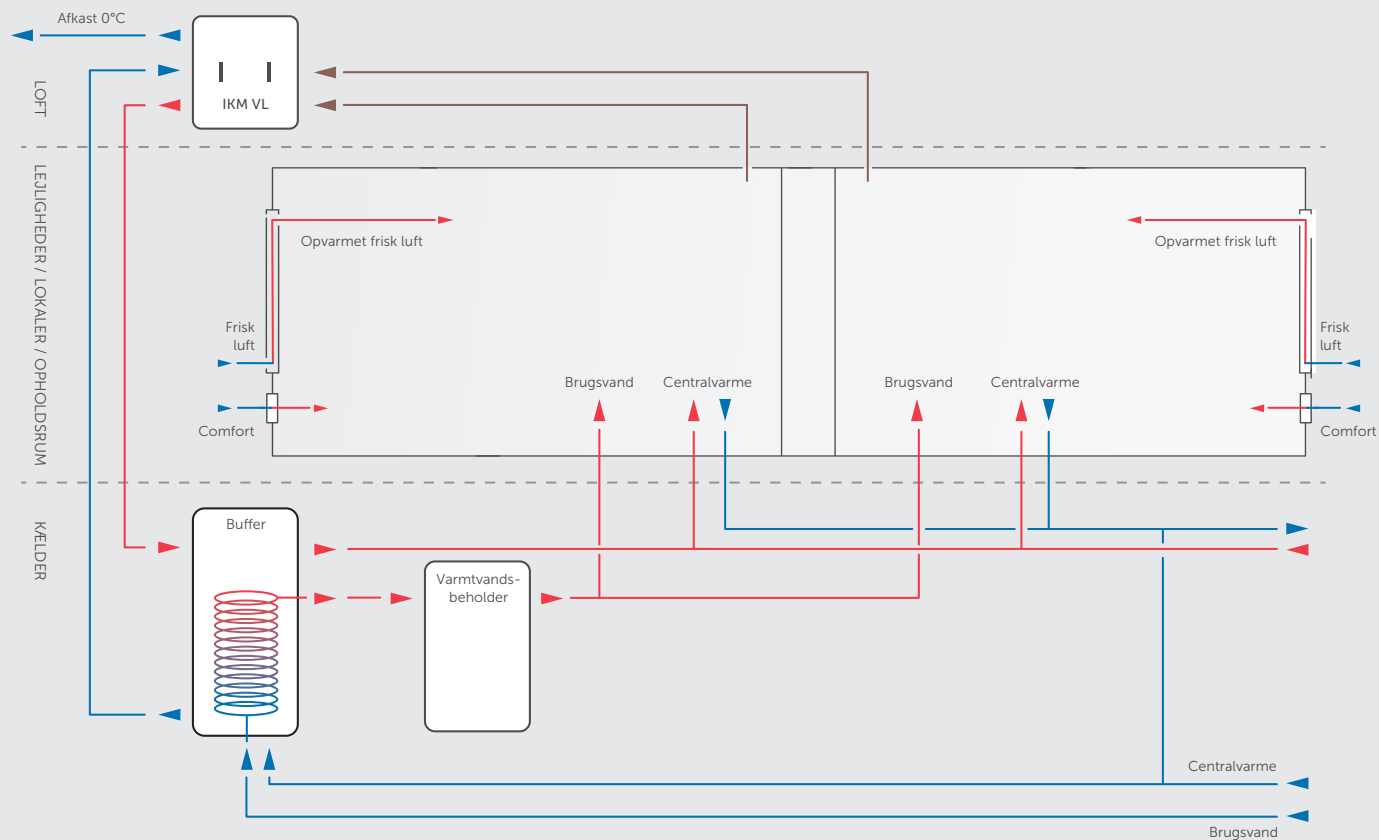 Afkast 0°C
IKM VL
LOFT
LEJLIGHEDER / LOKALER / OPHOLDSRUM
Opvarmet frisk luft
Opvarmet frisk luft
Frisk
luft
Frisk
luft
Brugsvand
Centralvarme
Brugsvand
Centralvarme
Comfort
Comfort
KÆLDER
Buffer
Varmtvands-
beholder
Centralvarme
Brugsvand